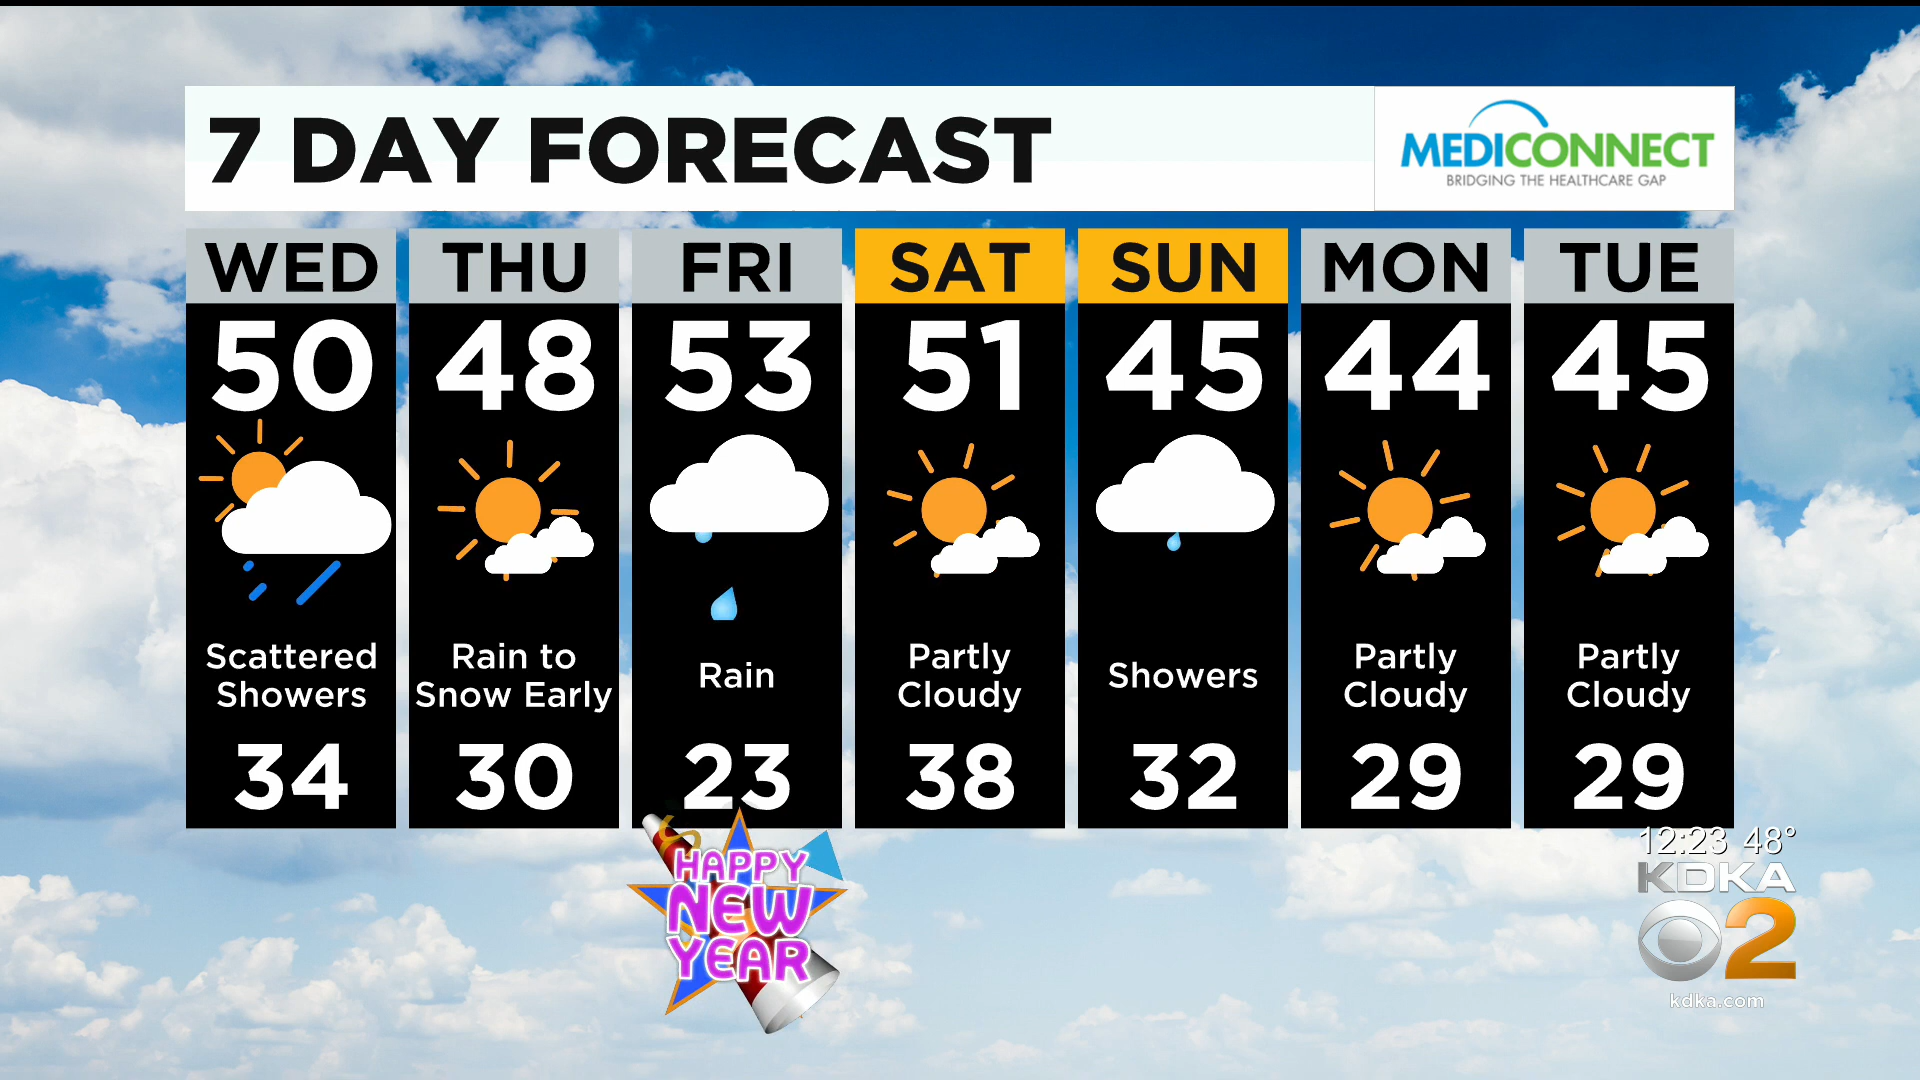 7 DAY FORECAST
MEDICONNECT
BRIDGING THE HEALTHCARE GAP
WED
50
Scattered
Showers
34
THU
48
Rain to
Snow Early
30
FRI
53
Rain
23
SAT
51
Partly
Cloudy
38
SUN
45
Showers
32
MON
44
Partly
Cloudy
29
TUE
45
Partly
Cloudy
29
HAPPY
NEW
YEAR
12:23 48°
KDKA
2
kdka.com